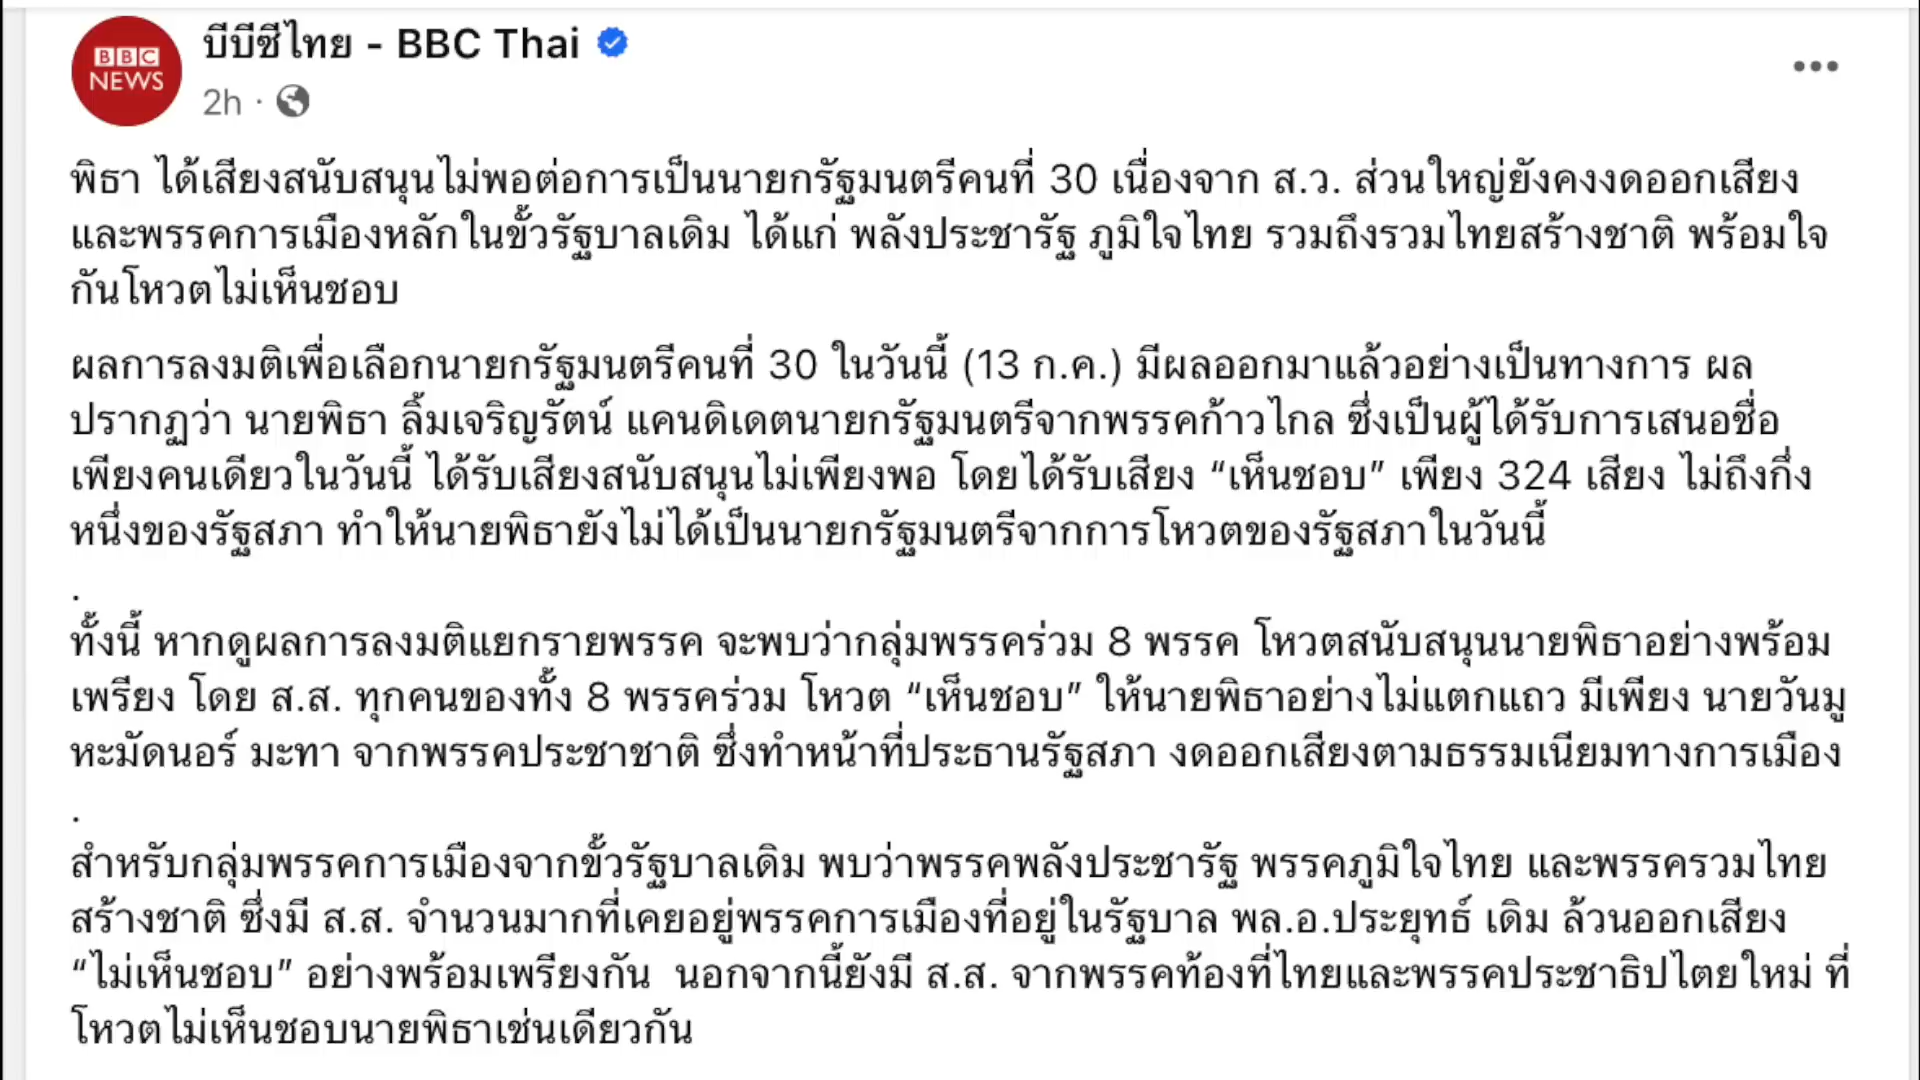 BBC
NEWS
บีบีซีไทย - BBC Thai
2h ·
พิธา ได้เสียงสนับสนุนไม่พอต่อการเป็นนายกรัฐมนตรีคนที่ 30 เนื่องจาก ส.ว. ส่วนใหญ่ยังคงงดออกเสียง
และพรรคการเมืองหลักในขั้วรัฐบาลเดิม ได้แก่ พลังประชารัฐ ภูมิใจไทย รวมถึงรวมไทยสร้างชาติ พร้อมใจ
กันโหวตไม่เห็นชอบ
ผลการลงมติเพื่อเลือกนายกรัฐมนตรีคนที่ 30 ในวันนี้ (13 ก.ค.) มีผลออกมาแล้วอย่างเป็นทางการ ผล
ปรากฏว่า นายพิธา ลิ้มเจริญรัตน์ แคนดิเดตนายกรัฐมนตรีจากพรรคก้าวไกล ซึ่งเป็นผู้ได้รับการเสนอชื่อ
เพียงคนเดียวในวันนี้ ได้รับเสียงสนับสนุนไม่เพียงพอ โดยได้รับเสียง “เห็นชอบ” เพียง 324 เสียง ไม่ถึงกึ่ง
หนึ่งของรัฐสภา ทำให้นายพิธายังไม่ได้เป็นนายกรัฐมนตรีจากการโหวตของรัฐสภาในวันนี้
.
ทั้งนี้ หากดูผลการลงมติแยกรายพรรค จะพบว่ากลุ่มพรรคร่วม 8 พรรค โหวตสนับสนุนนายพิธาอย่างพร้อม
เพรียง โดย ส.ส. ทุกคนของทั้ง 8 พรรคร่วม โหวต “เห็นชอบ” ให้นายพิธาอย่างไม่แตกแถว มีเพียง นายวันมู
หะมัดนอร์ มะทา จากพรรคประชาชาติ ซึ่งทำหน้าที่ประธานรัฐสภา งดออกเสียงตามธรรมเนียมทางการเมือง
.
สำหรับกลุ่มพรรคการเมืองจากขั้วรัฐบาลเดิม พบว่าพรรคพลังประชารัฐ พรรคภูมิใจไทย และพรรครวมไทย
สร้างชาติ ซึ่งมี ส.ส. จำนวนมากที่เคยอยู่พรรคการเมืองที่อยู่ในรัฐบาล พล.อ.ประยุทธ์ เดิม ล้วนออกเสียง
“ไม่เห็นชอบ” อย่างพร้อมเพรียงกัน  นอกจากนี้ยังมี ส.ส. จากพรรคท้องที่ไทยและพรรคประชาธิปไตยใหม่ ที่
โหวตไม่เห็นชอบนายพิธาเช่นเดียวกัน